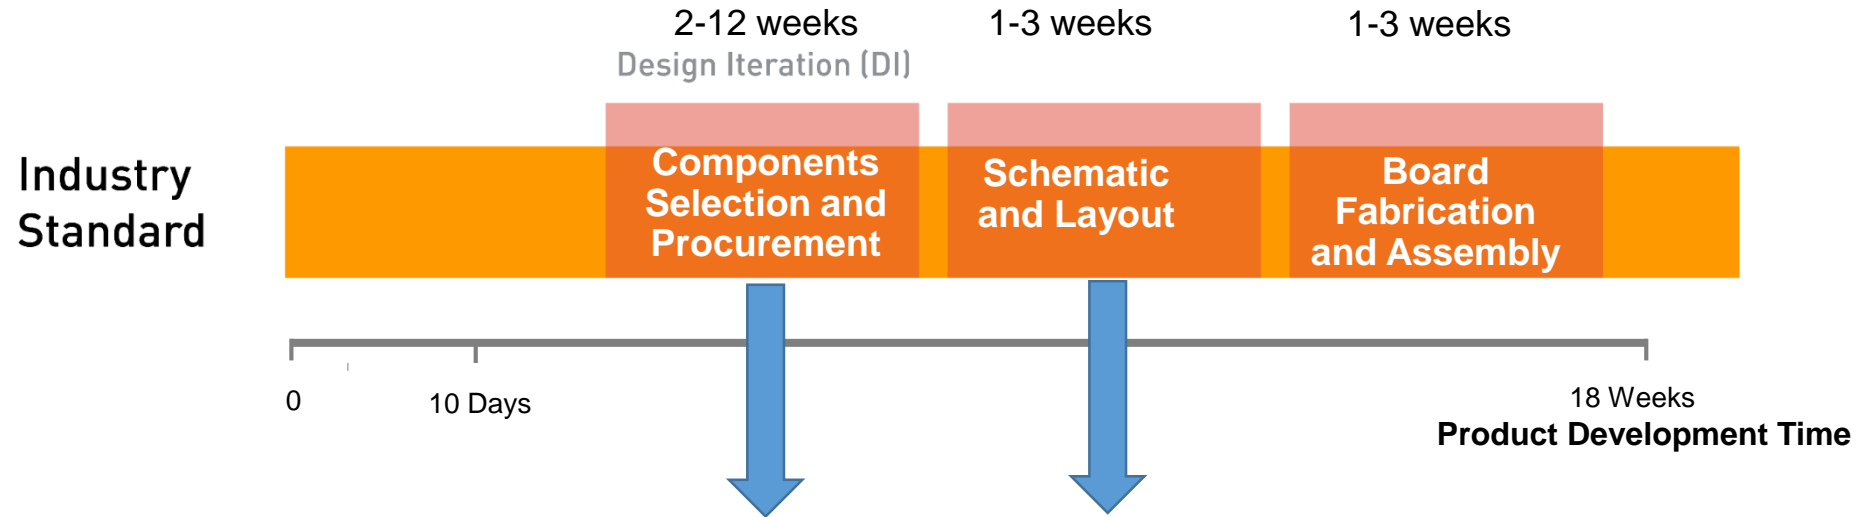 2-12 weeks
1-3 weeks
1-3 weeks
Design Iteration (DI)
Industry
Standard
Components
Selection and
Procurement
Schematic
and Layout
Board
Fabrication
and Assembly
0
10 Days
18 Weeks
Product Development Time